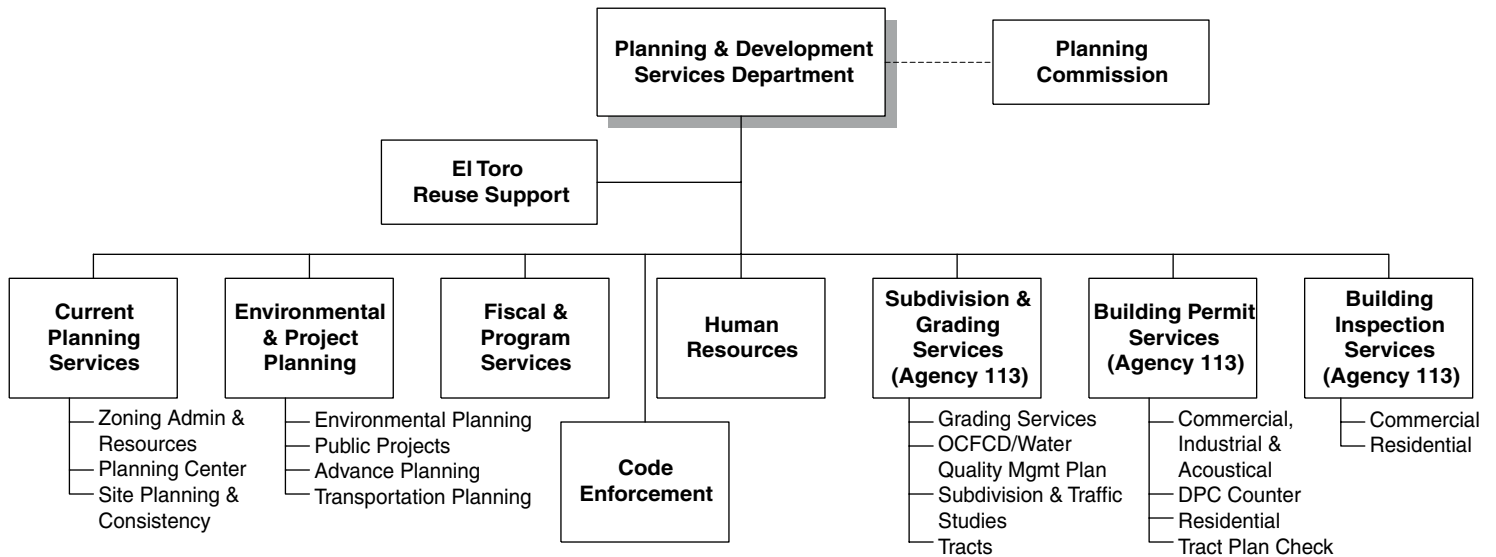 Planning & Development
Services Department
Planning
Commission
El Toro
Reuse Support
Current
Planning
Services
Zoning Admin &
Resources
Planning Center
Site Planning &
Consistency
Environmental
& Project
Planning
Environmental Planning
Public Projects
Advance Planning
Transportation Planning
Fiscal &
Program
Services
Code
Enforcement
Human
Resources
Subdivision &
Grading
Services
(Agency 113)
Grading Services
OCFCD/Water
Quality Mgmt Plan
Subdivision & Traffic
Studies
Tracts
Building Permit
Services
(Agency 113)
Commercial,
Industrial &
Acoustical
DPC Counter
Residential
Tract Plan Check
Building
Inspection
Services
(Agency 113)
Commercial
Residential